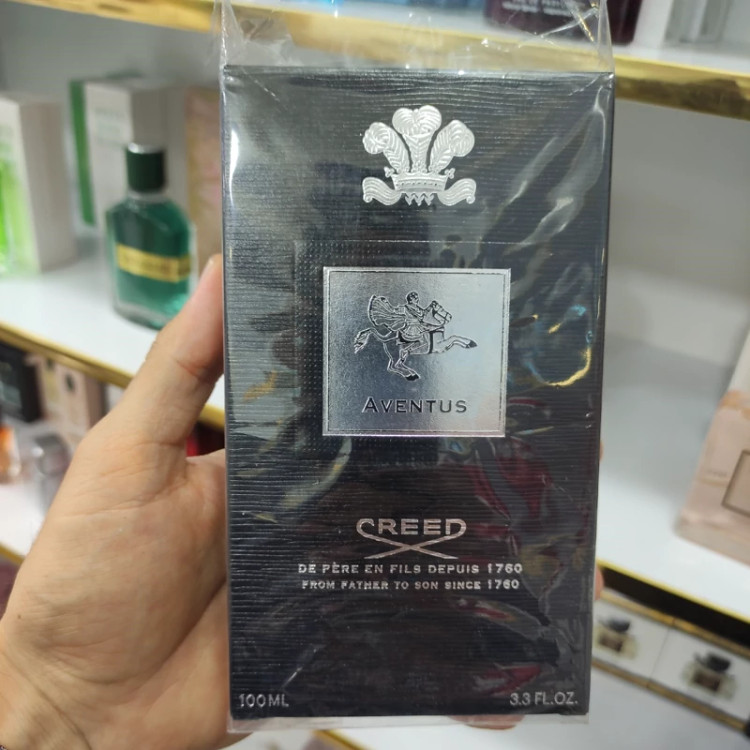 AVENTUS
CREED
DE PÈRE EN FILS DEPUIS 1760
FROM FATHER TO SON SINCE 1760
100ML 3.3 FL.OZ.